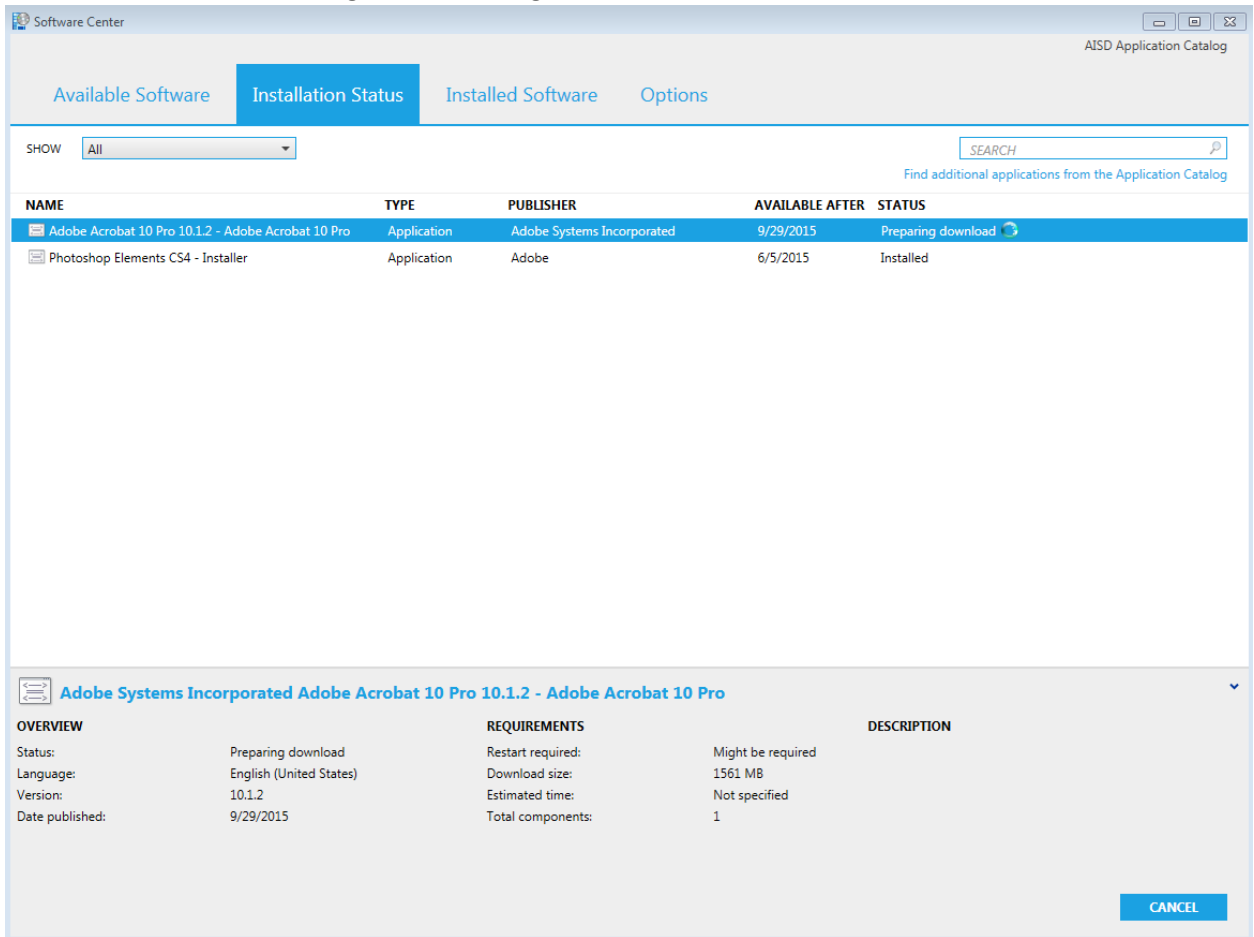 Software Center
AISD Application Catalog
Available Software Installation Status Installed Software Options
SHOW All SEARCH
Find additional applications from the Application Catalog
NAME TYPE PUBLISHER AVAILABLE AFTER STATUS
Adobe Acrobat 10 Pro 10.1.2 - Adobe Acrobat 10 Pro Application Adobe Systems Incorporated 9/29/2015 Preparing download
Photoshop Elements CS4 - Installer Application Adobe 6/5/2015 Installed
Adobe Systems Incorporated Adobe Acrobat 10 Pro 10.1.2 - Adobe Acrobat 10 Pro
OVERVIEW REQUIREMENTS DESCRIPTION
Status: Preparing download Restart required: Might be required
Language: English (United States) Download size: 1561 MB
Version: 10.1.2 Estimated time: Not specified
Date published: 9/29/2015 Total components: 1
CANCEL